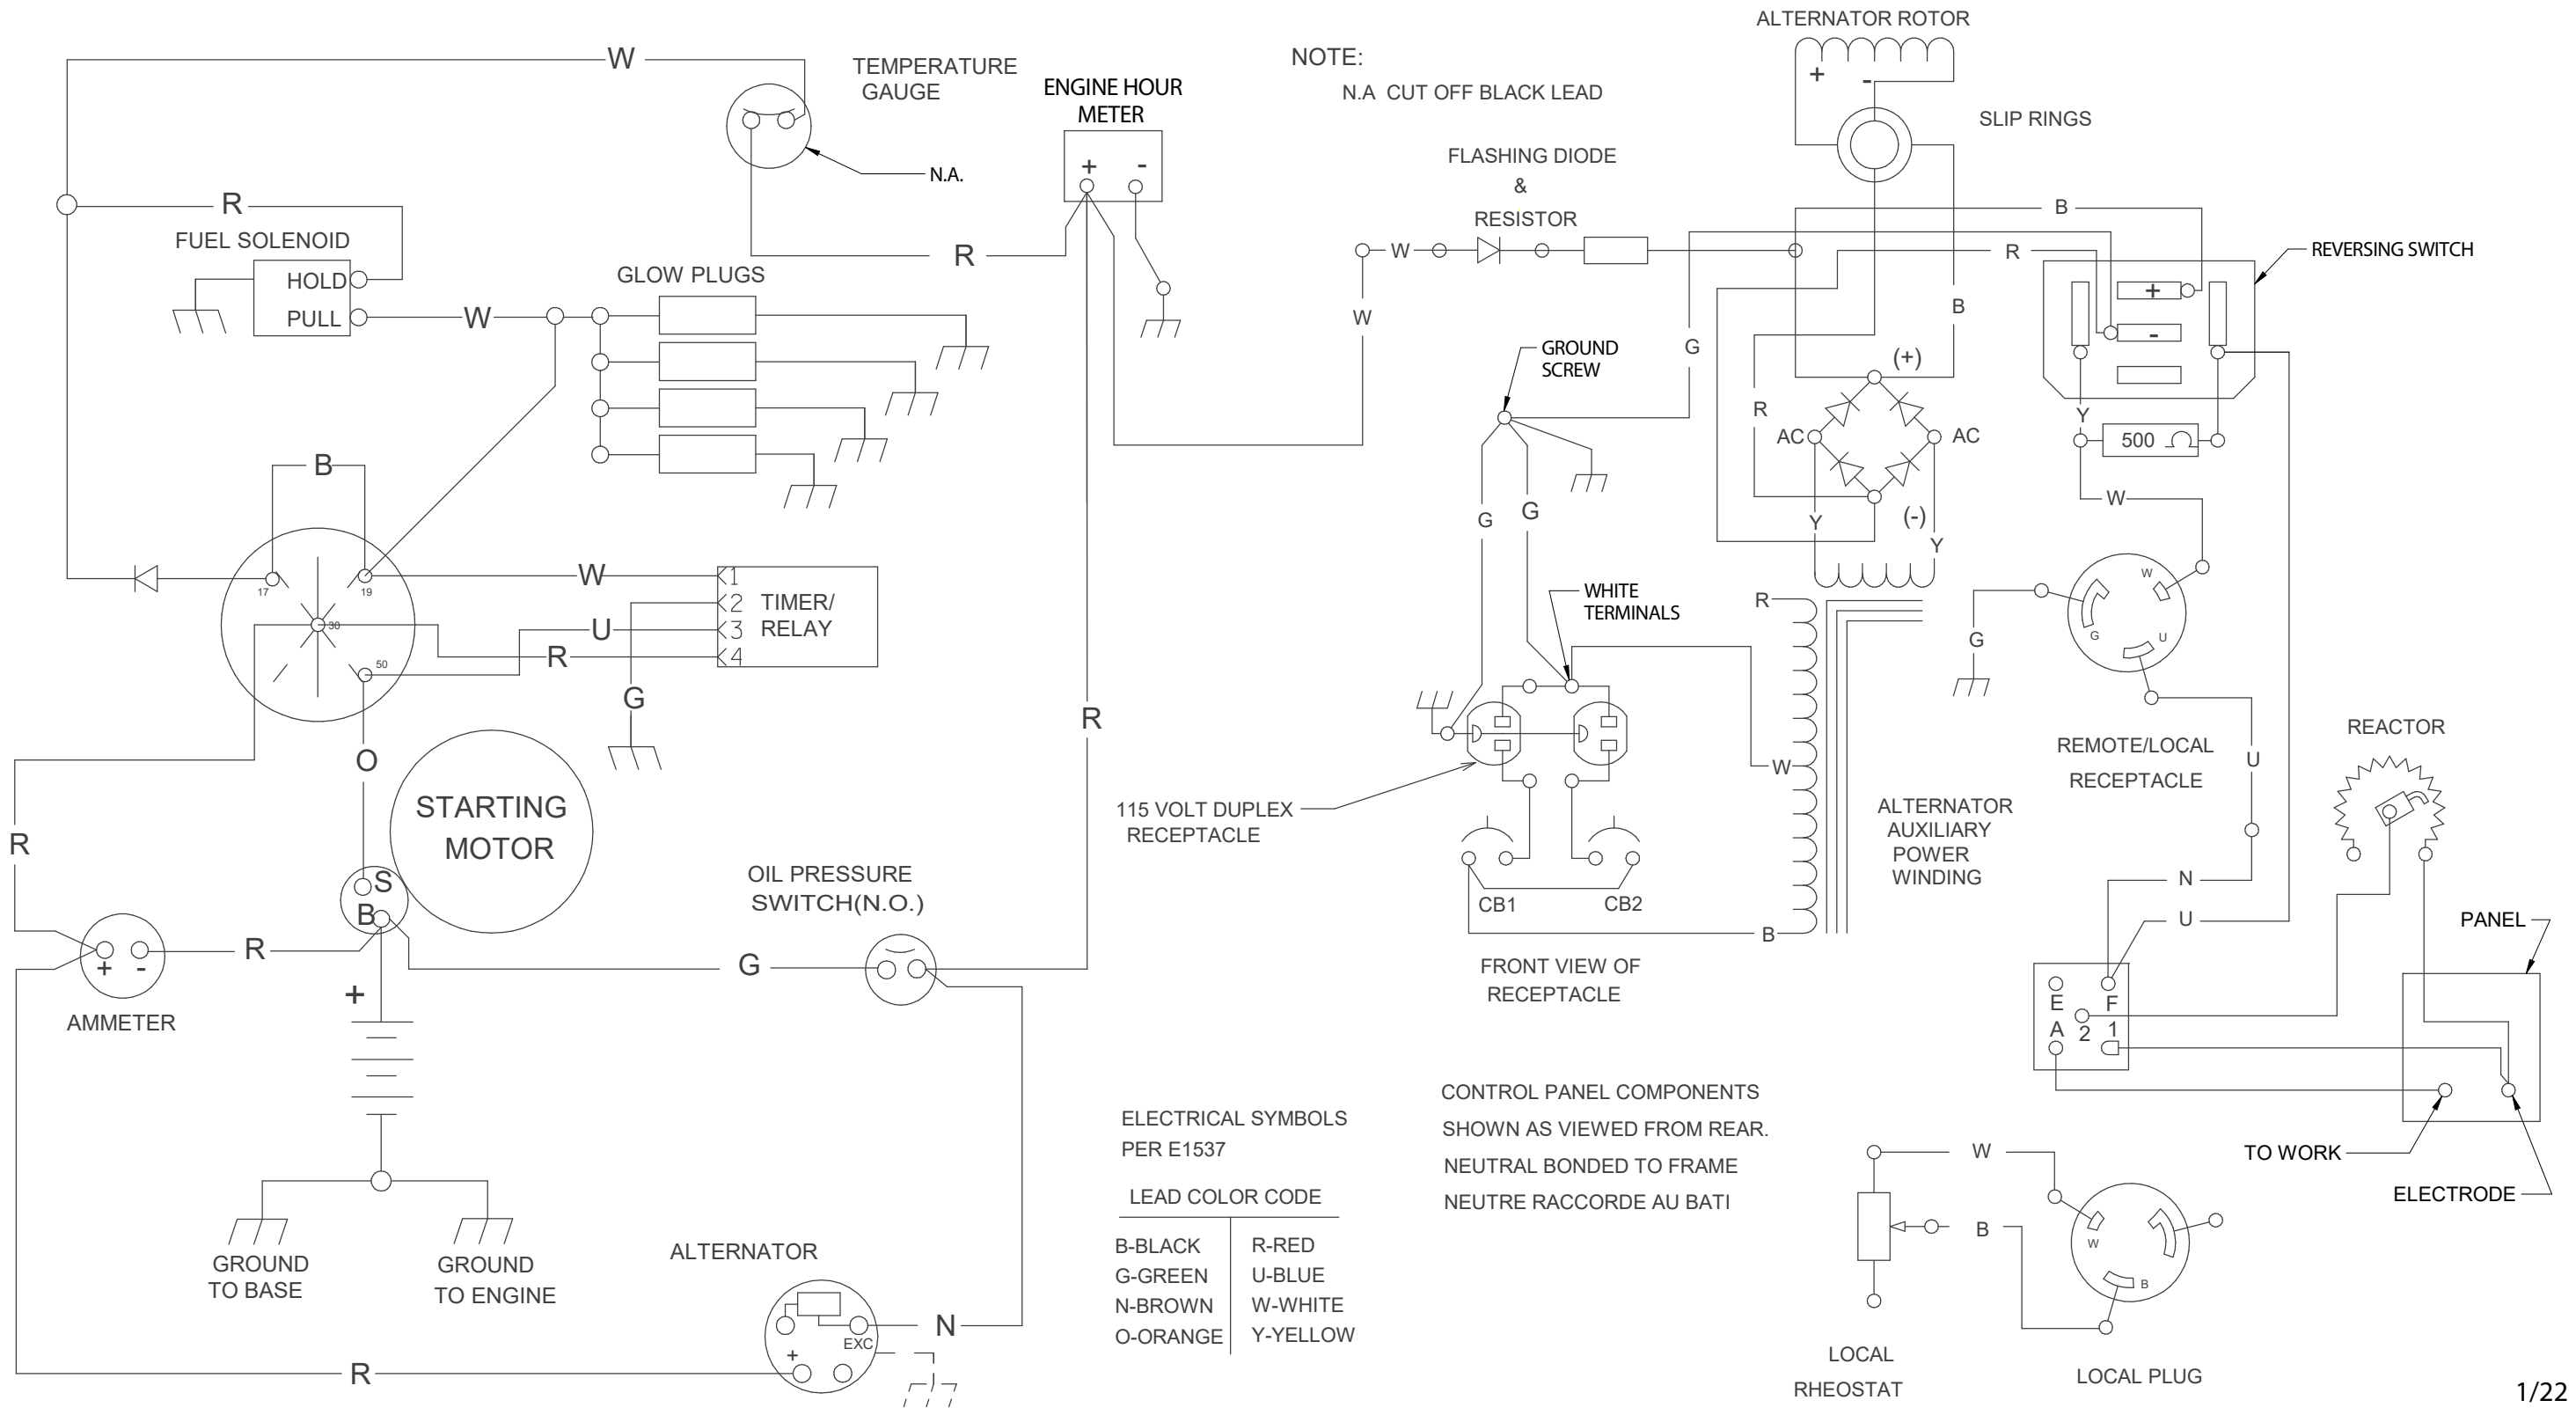 ALTERNATOR ROTOR
+
-
SLIP RINGS
NOTE:
N.A CUT OFF BLACK LEAD
W
TEMPERATURE
GAUGE
N.A.
ENGINE HOUR
METER
+
-
FLASHING DIODE
&
RESISTOR
R
FUEL SOLENOID
HOLD
PULL
R
GLOW PLUGS
W
W
W
B
R
B
G
REVERSING SWITCH
+
-
GROUND
SCREW
(+)
R
AC
AC
Y
500
W
(-)
Y
Y
G
G
B
17
19
30
50
W
U
R
G
1
2
3
4
TIMER/
RELAY
WHITE
TERMINALS
R
W
B
W
G
U
G
REMOTE/LOCAL
RECEPTACLE
U
REACTOR
O
R
STARTING
MOTOR
S
B
R
115 VOLT DUPLEX
RECEPTACLE
ALTERNATOR
AUXILIARY
POWER
WINDING
OIL PRESSURE
SWITCH(N.O.)
CB1
CB2
N
U
PANEL
R
+
-
AMMETER
G
+
FRONT VIEW OF
RECEPTACLE
E
F
A
2
1
TO WORK
ELECTRODE
GROUND
TO BASE
GROUND
TO ENGINE
ELECTRICAL SYMBOLS
PER E1537
LEAD COLOR CODE
B-BLACK R-RED
G-GREEN U-BLUE
N-BROWN W-WHITE
O-ORANGE Y-YELLOW
CONTROL PANEL COMPONENTS
SHOWN AS VIEWED FROM REAR.
NEUTRAL BONDED TO FRAME
NEUTRE RACCORDE AU BATI
ALTERNATOR
EXC
+
N
R
W
B
W
B
LOCAL
RHEOSTAT
LOCAL PLUG
1/22